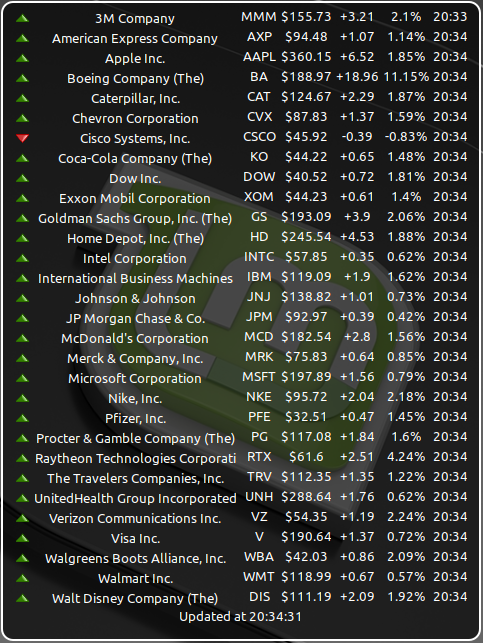 3M Company MMM $155.73 +3.21 2.1% 20:33
American Express Company AXP $94.48 +1.07 1.14% 20:34
Apple Inc. AAPL $360.15 +6.52 1.85% 20:34
Boeing Company (The) BA $188.97 +18.96 11.15% 20:34
Caterpillar, Inc. CAT $124.67 +2.29 1.87% 20:34
Chevron Corporation CVX $87.83 +1.37 1.59% 20:34
Cisco Systems, Inc. CSCO $45.92 -0.39 -0.83% 20:34
Coca-Cola Company (The) KO $44.22 +0.65 1.48% 20:34
Dow Inc. DOW $40.52 +0.72 1.81% 20:34
Exxon Mobil Corporation XOM $44.23 +0.61 1.4% 20:34
Goldman Sachs Group, Inc. (The) GS $193.09 +3.9 2.06% 20:34
Home Depot, Inc. (The) HD $245.54 +4.53 1.88% 20:34
Intel Corporation INTC $57.85 +0.35 0.62% 20:34
International Business Machines IBM $119.09 +1.9 1.62% 20:34
Johnson & Johnson JNJ $138.82 +1.01 0.73% 20:34
JP Morgan Chase & Co. JPM $92.97 +0.39 0.42% 20:34
McDonald's Corporation MCD $182.54 +2.8 1.56% 20:34
Merck & Company, Inc. MRK $75.83 +0.64 0.85% 20:34
Microsoft Corporation MSFT $197.89 +1.56 0.79% 20:34
Nike, Inc. NKE $95.72 +2.04 2.18% 20:34
Pfizer, Inc. PFE $32.51 +0.47 1.45% 20:34
Procter & Gamble Company (The) PG $117.08 +1.84 1.6% 20:34
Raytheon Technologies Corporati RTX $61.6 +2.51 4.24% 20:34
The Travelers Companies, Inc. TRV $112.35 +1.35 1.22% 20:34
UnitedHealth Group Incorporated UNH $288.64 +1.76 0.62% 20:34
Verizon Communications Inc. VZ $54.35 +1.19 2.24% 20:34
Visa Inc. V $190.64 +1.37 0.72% 20:34
Walgreens Boots Alliance, Inc. WBA $42.03 +0.86 2.09% 20:34
Walmart Inc. WMT $118.99 +0.67 0.57% 20:34
Walt Disney Company (The) DIS $111.19 +2.09 1.92% 20:34
Updated at 20:34:31